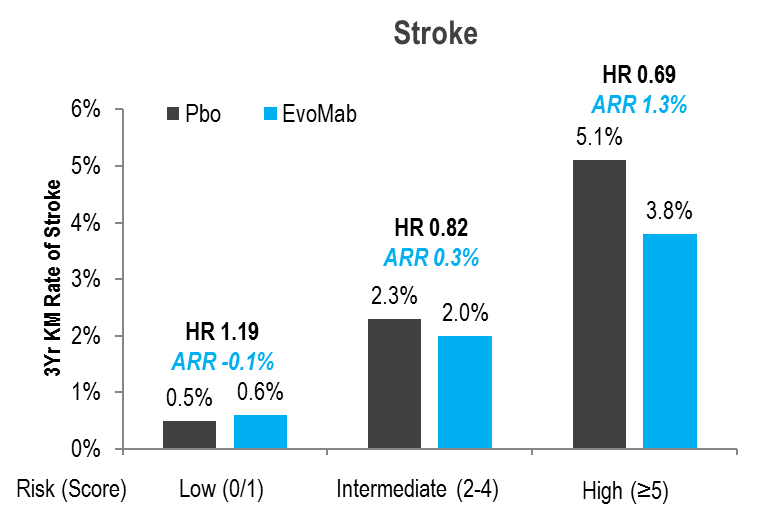 Stroke
HR 0.69
ARR 1.3%
6%
Pbo
EvoMab
5.1%
5%
3.8%
4%
HR 0.82
ARR 0.3%
3%
3Yr KM Rate of Stroke
2.3%
2.0%
2%
HR 1.19
ARR -0.1%
1%
0.5%
0.6%
0%
Risk (Score)
Low (0/1)
Intermediate (2-4)
High (≥5)